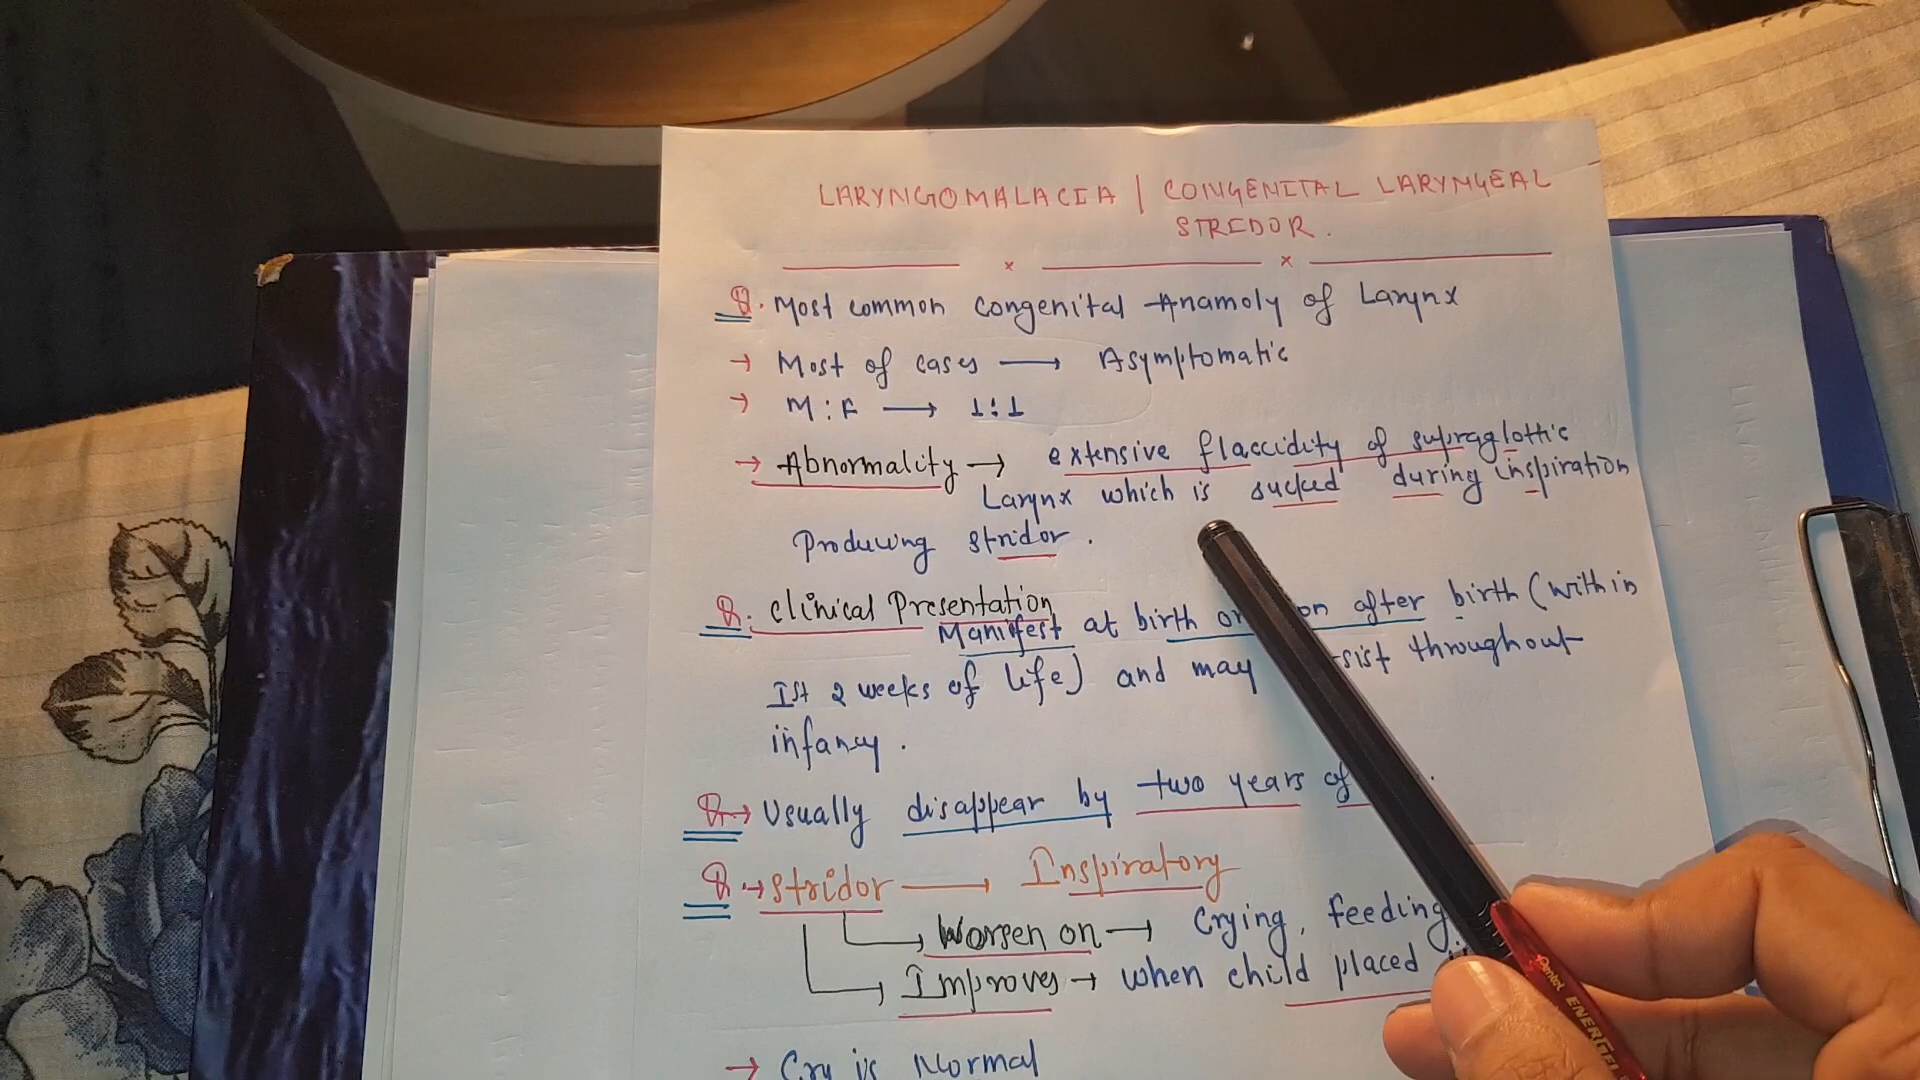 LARYNGOMALACIA | CONGENITAL LARYNGEAL
STRIDOR.
Q. Most common congenital Anamoly of Larynx
→ Most of cases → Asymptomatic
→ M:F → 1:1
→ Abnormality → extensive flaccidity of supraglottic
Larynx which is sucked during inspiration
Producing stridor.
Q. Clinical Presentation
Manifest at birth or after birth (within
Ist 2 weeks of life) and may throughout
infancy.
Q→ Usually disappear by two years of
Q.→ stridor → Inspiratory
Worsen on → Crying, feeding
Improves → when child placed
→ Cry is Normal
Pentel ENERGEL